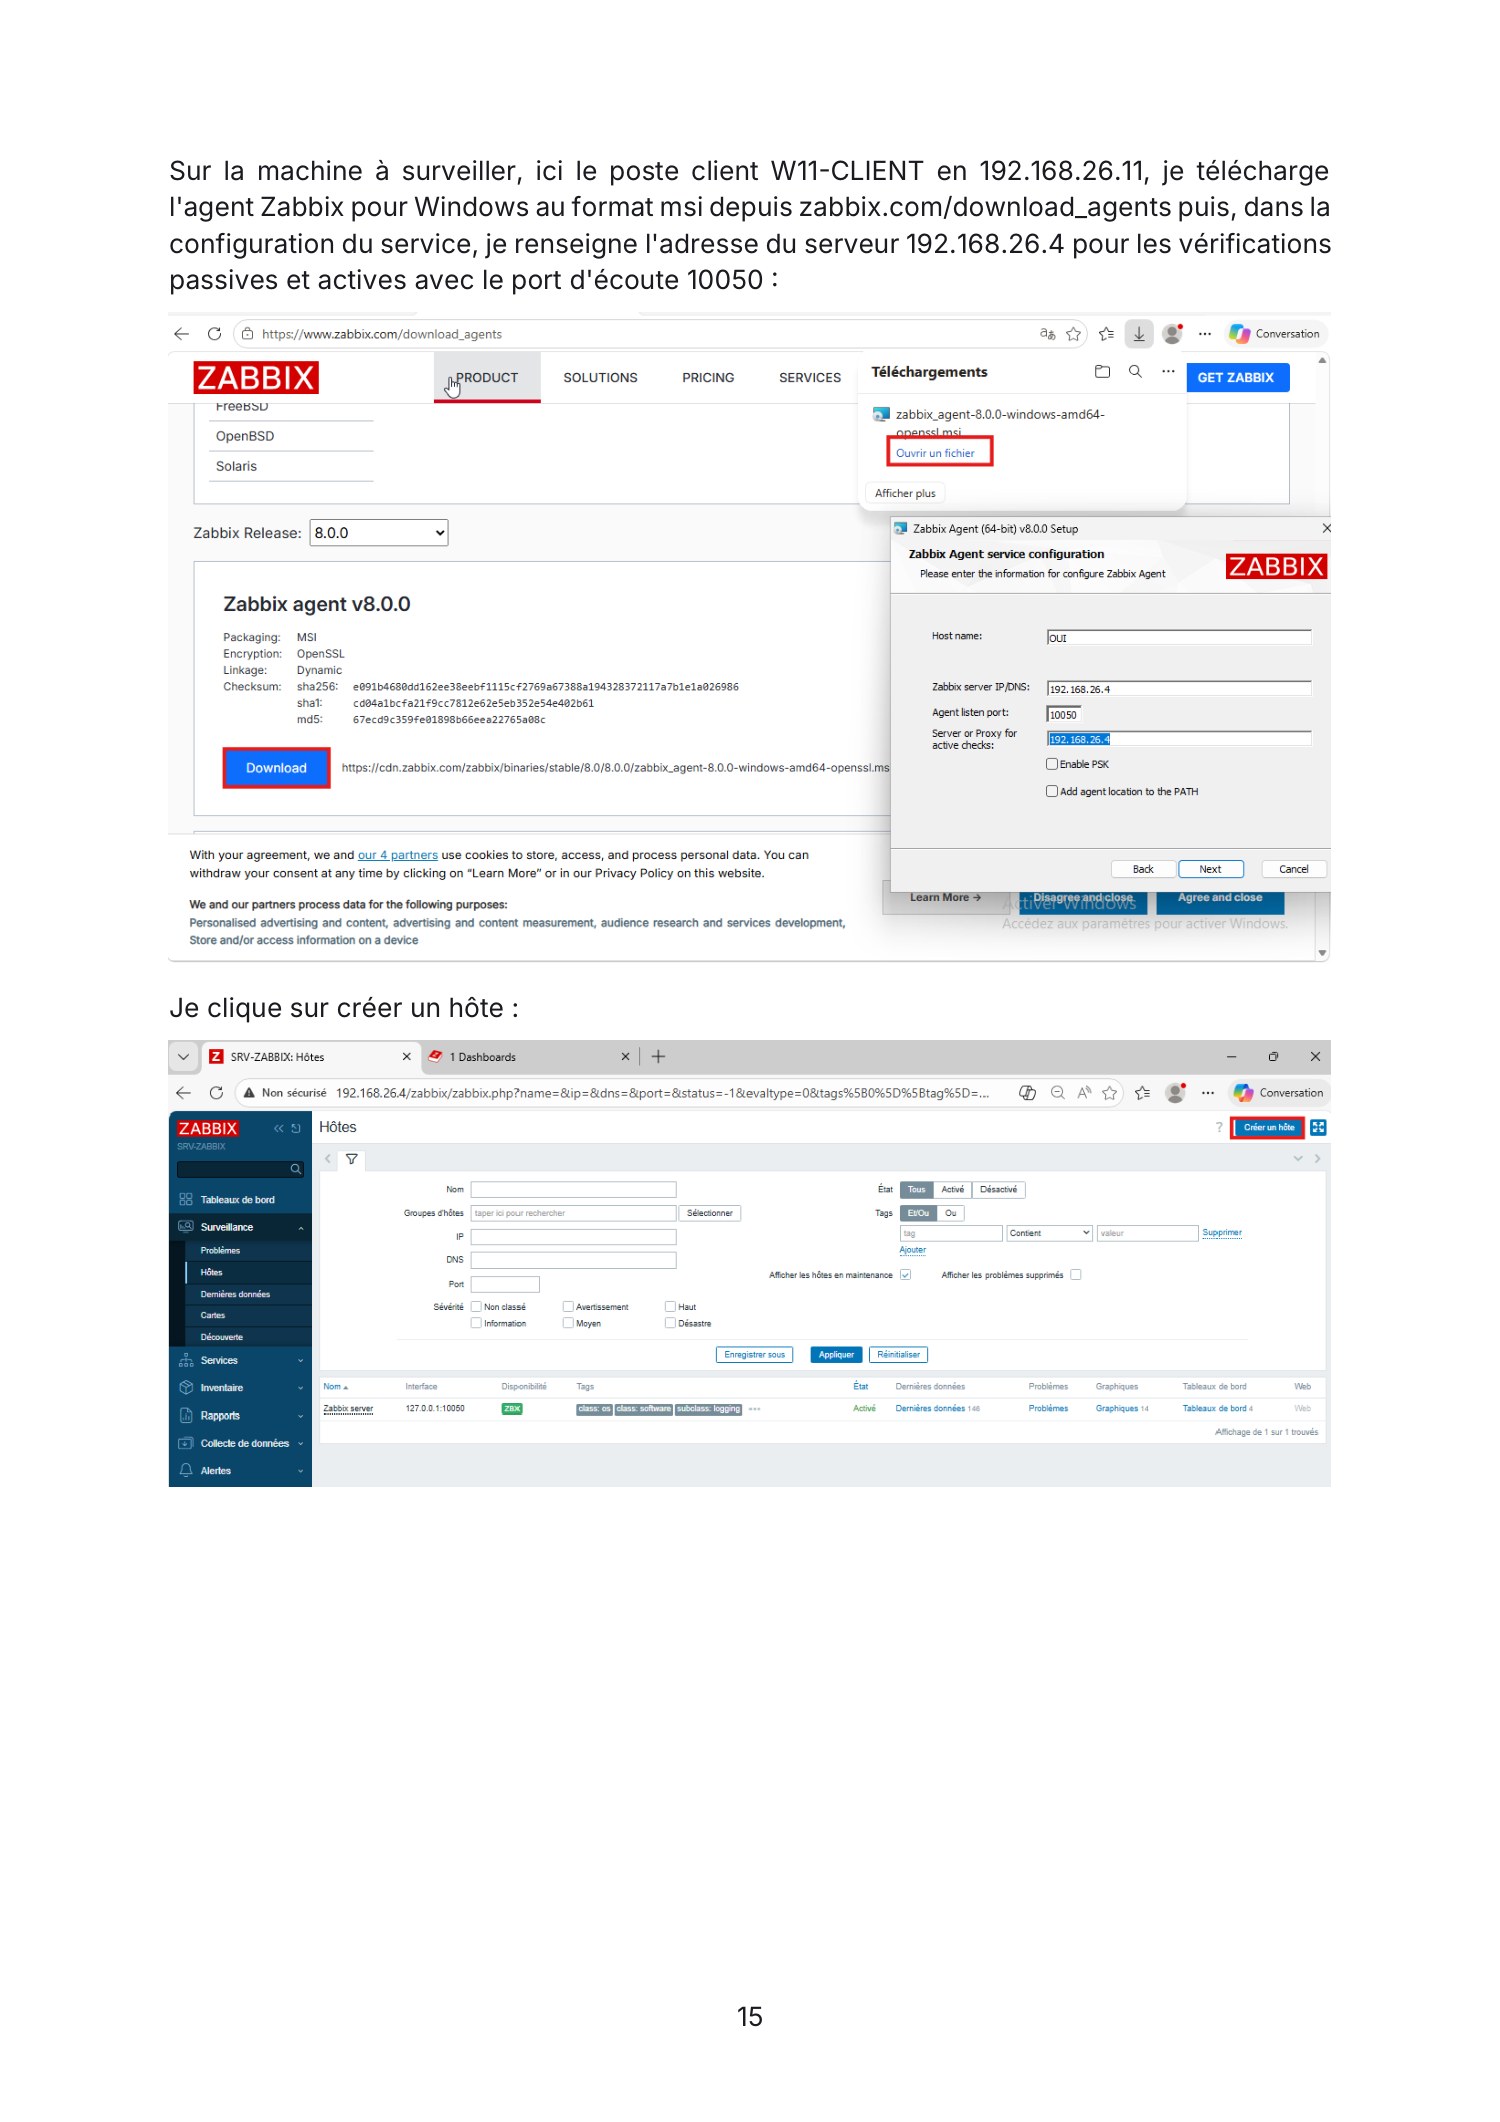 Sur la machine à surveiller, ici le poste client W11-CLIENT en 192.168.26.11, je télécharge
l'agent Zabbix pour Windows au format msi depuis zabbix.com/download_agents puis, dans la
configuration du service, je renseigne l'adresse du serveur 192.168.26.4 pour les vérifications
passives et actives avec le port d'écoute 10050 :
https://www.zabbix.com/download_agents
Conversation
ZABBIX
PRODUCT
SOLUTIONS
PRICING
SERVICES
Téléchargements
GET ZABBIX
FreeBSD
OpenBSD
Solaris
zabbix_agent-8.0.0-windows-amd64-
openssl.msi
Ouvrir un fichier
Afficher plus
Zabbix Release: 8.0.0
Zabbix agent v8.0.0
Packaging: MSI
Encryption: OpenSSL
Linkage: Dynamic
Checksum: sha256: e091b4680dd162ee38eebf1115cf2769a67388a194328372117a7b1e1a026986
sha1: cd04a1bcfa21f9cc7812e62e5eb352e54e402b61
md5: 67ecd9c359fe01898b66eea22765a08c
Download https://cdn.zabbix.com/zabbix/binaries/stable/8.0/8.0.0/zabbix_agent-8.0.0-windows-amd64-openssl.ms
Zabbix Agent (64-bit) v8.0.0 Setup
Zabbix Agent service configuration
Please enter the information for configure Zabbix Agent
ZABBIX
Host name: OUI
Zabbix server IP/DNS: 192.168.26.4
Agent listen port: 10050
Server or Proxy for
active checks: 192.168.26.4
Enable PSK
Add agent location to the PATH
Back Next Cancel
With your agreement, we and our 4 partners use cookies to store, access, and process personal data. You can
withdraw your consent at any time by clicking on “Learn More” or in our Privacy Policy on this website.
We and our partners process data for the following purposes:
Personalised advertising and content, advertising and content measurement, audience research and services development,
Store and/or access information on a device
Learn More → Disagree and close Agree and close
Activer Windows
Accédez aux paramètres pour activer Windows.
Je clique sur créer un hôte :
SRV-ZABBIX: Hôtes
1 Dashboards
Non sécurisé 192.168.26.4/zabbix/zabbix.php?name=&ip=&dns=&port=&status=-1&evaltype=0&tags%5B0%5D%5Btag%5D=...
Conversation
ZABBIX
SRV-ZABBIX
Tableaux de bord
Surveillance
Problèmes
Hôtes
Dernières données
Cartes
Découverte
Services
Inventaire
Rapports
Collecte de données
Alertes
Hôtes
? Créer un hôte
Nom
Groupes d'hôtes taper ici pour rechercher Sélectionner
IP
DNS
Port
Sévérité Non classé Avertissement Haut
Information Moyen Désastre
État Tous Activé Désactivé
Tags Et/Ou Ou
tag Contient valeur Supprimer
Ajouter
Afficher les hôtes en maintenance Afficher les problèmes supprimés
Enregistrer sous Appliquer Réinitialiser
Nom Interface Disponibilité Tags État Dernières données Problèmes Graphiques Tableaux de bord Web
Zabbix server 127.0.0.1:10050 ZBX class: os class: software subclass: logging Activé Dernières données 146 Problèmes Graphiques 14 Tableaux de bord 4 Web
Affichage de 1 sur 1 trouvés
15